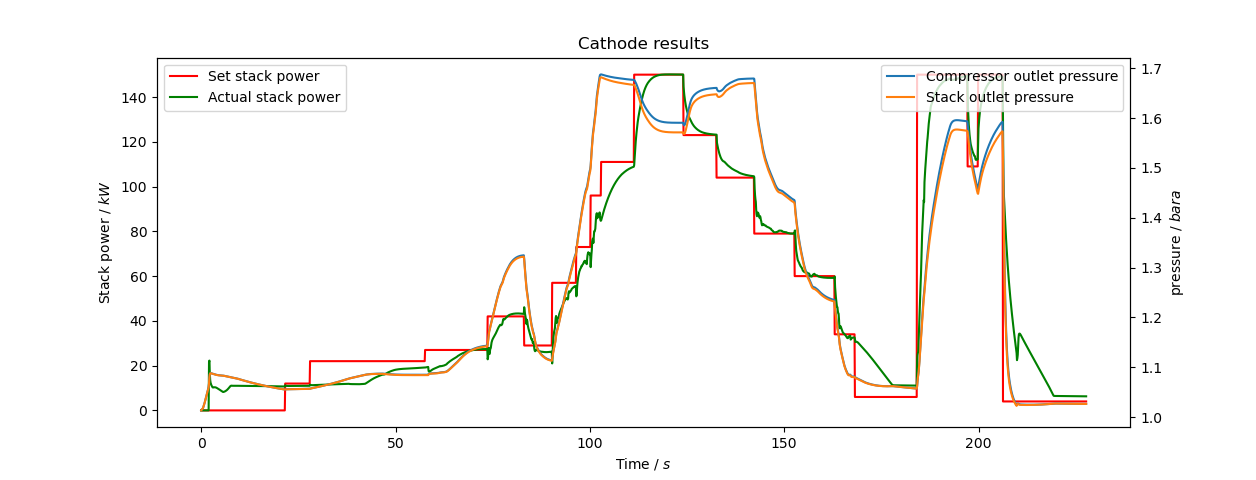 Cathode results
Set stack power
Actual stack power
Compressor outlet pressure
Stack outlet pressure
Stack power / kW
140
120
100
80
60
40
20
0
1.7
1.6
1.5
1.4
1.3
1.2
1.1
1.0
pressure / bara
0 50 100 150 200
Time / s